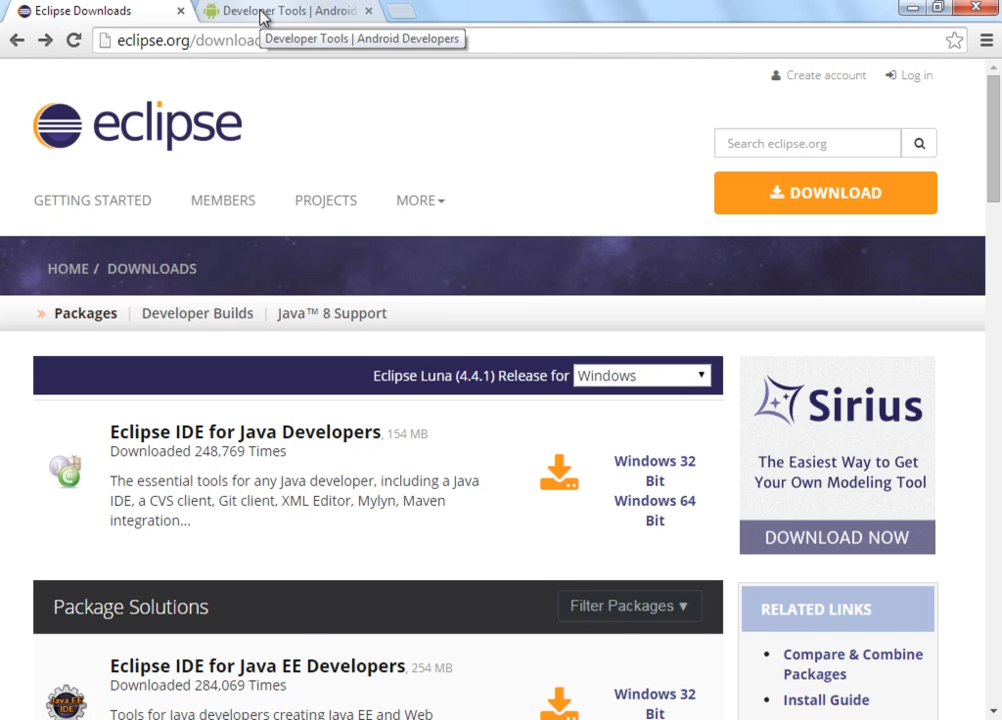 Eclipse Downloads
Developer Tools | Android
eclipse.org/downloa
Developer Tools | Android Developers
Create account
Log in
eclipse
Search eclipse.org
DOWNLOAD
GETTING STARTED
MEMBERS
PROJECTS
MORE
HOME / DOWNLOADS
» Packages | Developer Builds | Java™ 8 Support
Eclipse Luna (4.4.1) Release for Windows
Eclipse IDE for Java Developers, 154 MB
Downloaded 248,769 Times
The essential tools for any Java developer, including a Java
IDE, a CVS client, Git client, XML Editor, Mylyn, Maven
integration...
Windows 32
Bit
Windows 64
Bit
Sirius
The Easiest Way to Get
Your Own Modeling Tool
DOWNLOAD NOW
Package Solutions
Filter Packages ▼
RELATED LINKS
Eclipse IDE for Java EE Developers, 254 MB
Downloaded 284,069 Times
Tools for Java developers creating Java EE and Web
Java EE
IDE
Windows 32
Bit
• Compare & Combine
Packages
• Install Guide